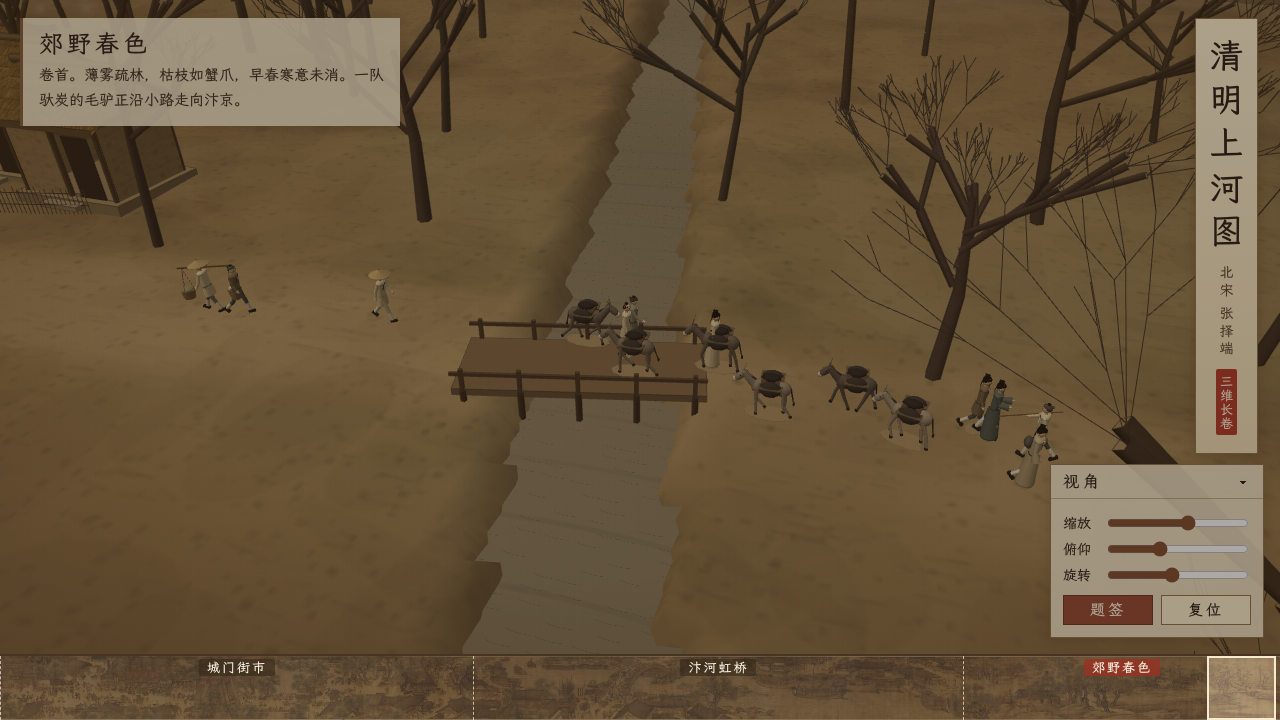 郊野春色
卷首。薄雾疏林，枯枝如蟹爪，早春寒意未消。一队
驮炭的毛驴正沿小路走向汴京。
清明上河图
北宋 张择端
三维长卷
视角
缩放
俯仰
旋转
题签
复位
城门街市
汴河虹桥
郊野春色